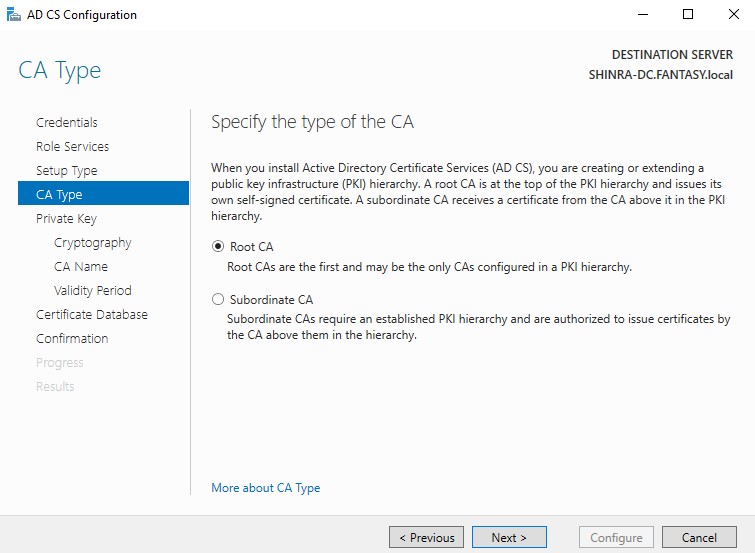 AD CS Configuration
CA Type
DESTINATION SERVER
SHINRA-DC.FANTASY.local
Credentials
Role Services
Setup Type
CA Type
Private Key
Cryptography
CA Name
Validity Period
Certificate Database
Confirmation
Progress
Results
Specify the type of the CA
When you install Active Directory Certificate Services (AD CS), you are creating or extending a
public key infrastructure (PKI) hierarchy. A root CA is at the top of the PKI hierarchy and issues its
own self-signed certificate. A subordinate CA receives a certificate from the CA above it in the PKI
hierarchy.
Root CA
Root CAs are the first and may be the only CAs configured in a PKI hierarchy.
Subordinate CA
Subordinate CAs require an established PKI hierarchy and are authorized to issue certificates by
the CA above them in the hierarchy.
More about CA Type
< Previous
Next >
Configure
Cancel